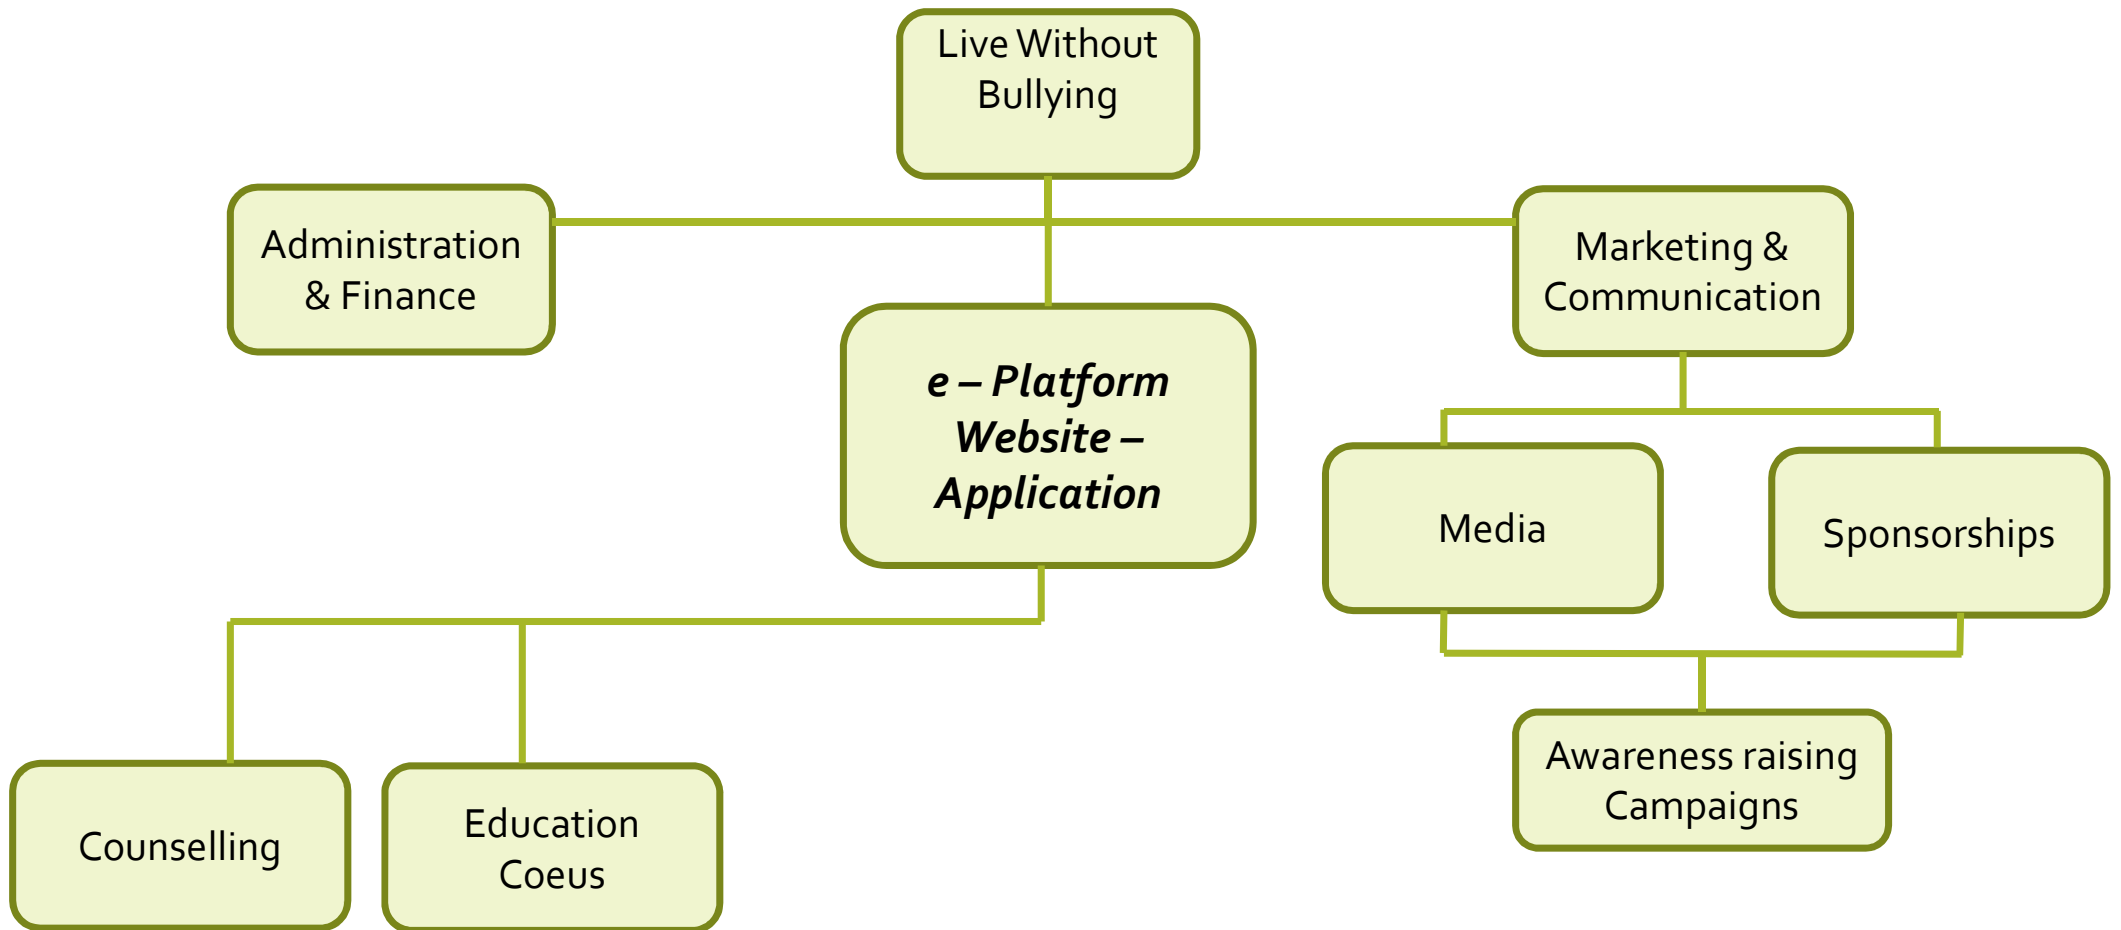 Live Without
Bullying
Administration
& Finance
Marketing &
Communication
e – Platform
Website –
Application
Media
Sponsorships
Awareness raising
Campaigns
Counselling
Education
Coeus